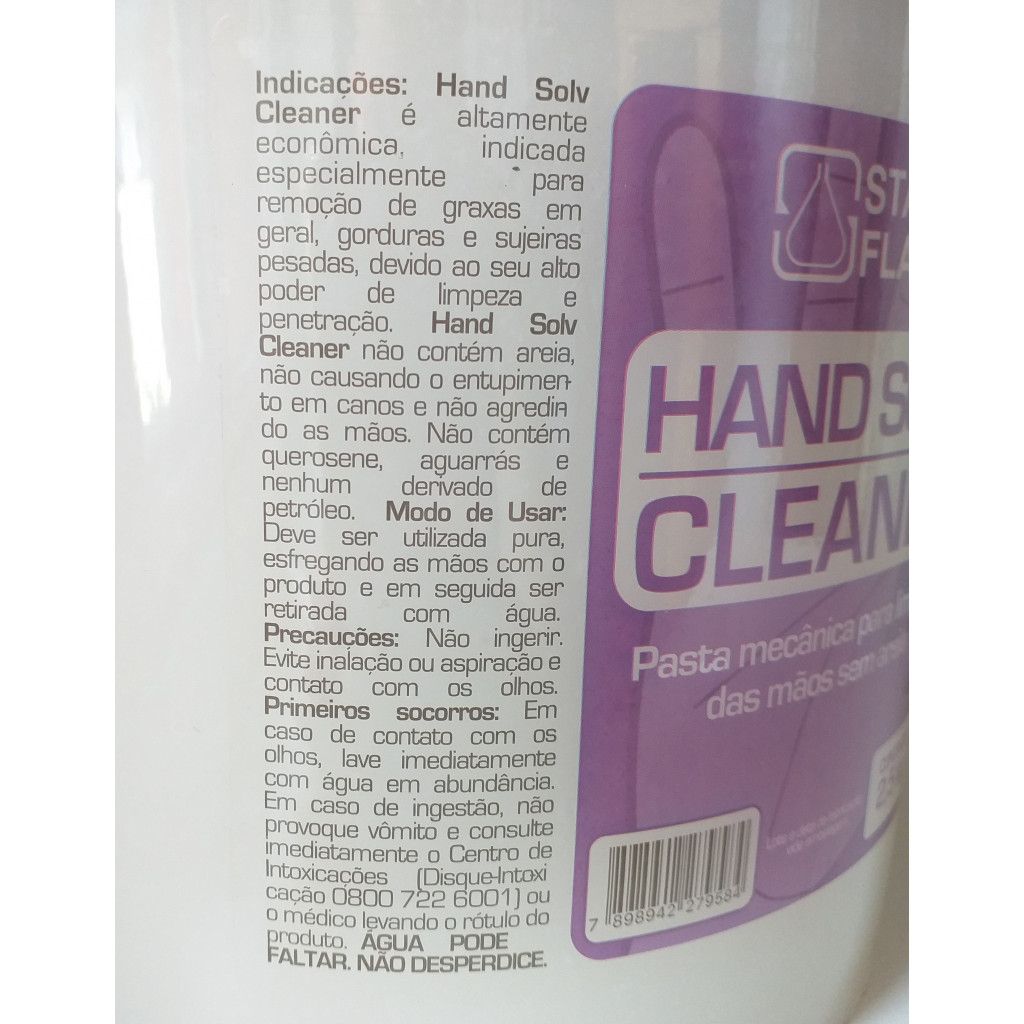 Indicações: Hand Solv
Cleaner é altamente
econômica, indicada
especialmente para
remoção de graxas em
geral, gorduras e sujeiras
pesadas, devido ao seu alto
poder de limpeza e
penetração. Hand Solv
Cleaner não contém areia,
não causando o entupimen-
to em canos e não agredin
do as mãos. Não contém
querosene, aguarrás e
nenhum derivado de
petróleo. Modo de Usar:
Deve ser utilizada pura,
esfregando as mãos com o
produto e em seguida ser
retirada com água.
Precauções: Não ingerir.
Evite inalação ou aspiração e
contato com os olhos.
Primeiros socorros: Em
caso de contato com os
olhos, lave imediatamente
com água em abundância.
Em caso de ingestão, não
provoque vômito e consulte
imediatamente o Centro de
Intoxicações (Disque-Intoxi
cação 0800 722 6001) ou
o médico levando o rótulo do
produto. ÁGUA PODE
FALTAR. NÃO DESPERDICE.
STA
FLA
HAND S
CLEAN
Pasta mecânica para
das mãos sem
7 898942 279584